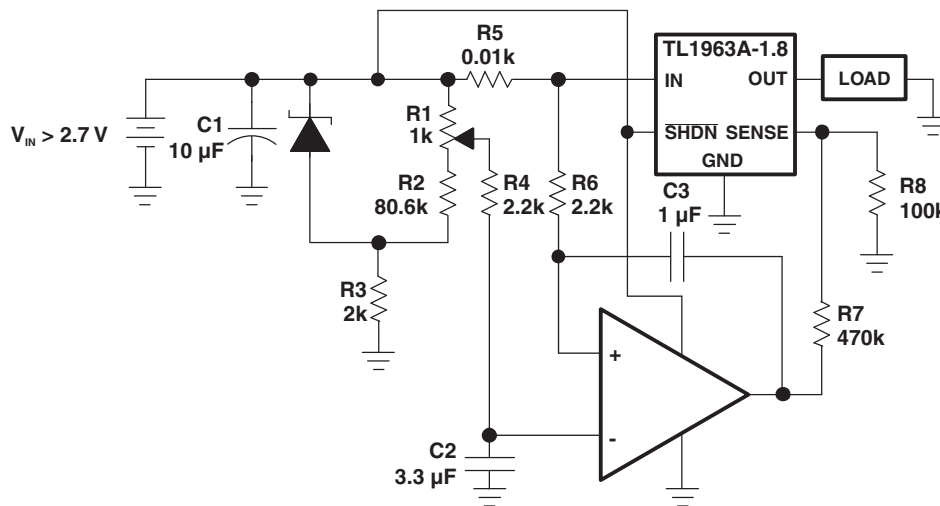 R5
0.01k
TL1963A-1.8
IN
OUT
LOAD
V_IN > 2.7 V
C1
10 µF
R1
1k
S̅H̅D̅N̅
SENSE
GND
R2
80.6k
R4
2.2k
R6
2.2k
C3
1 µF
R8
100k
R3
2k
R7
470k
+
-
C2
3.3 µF